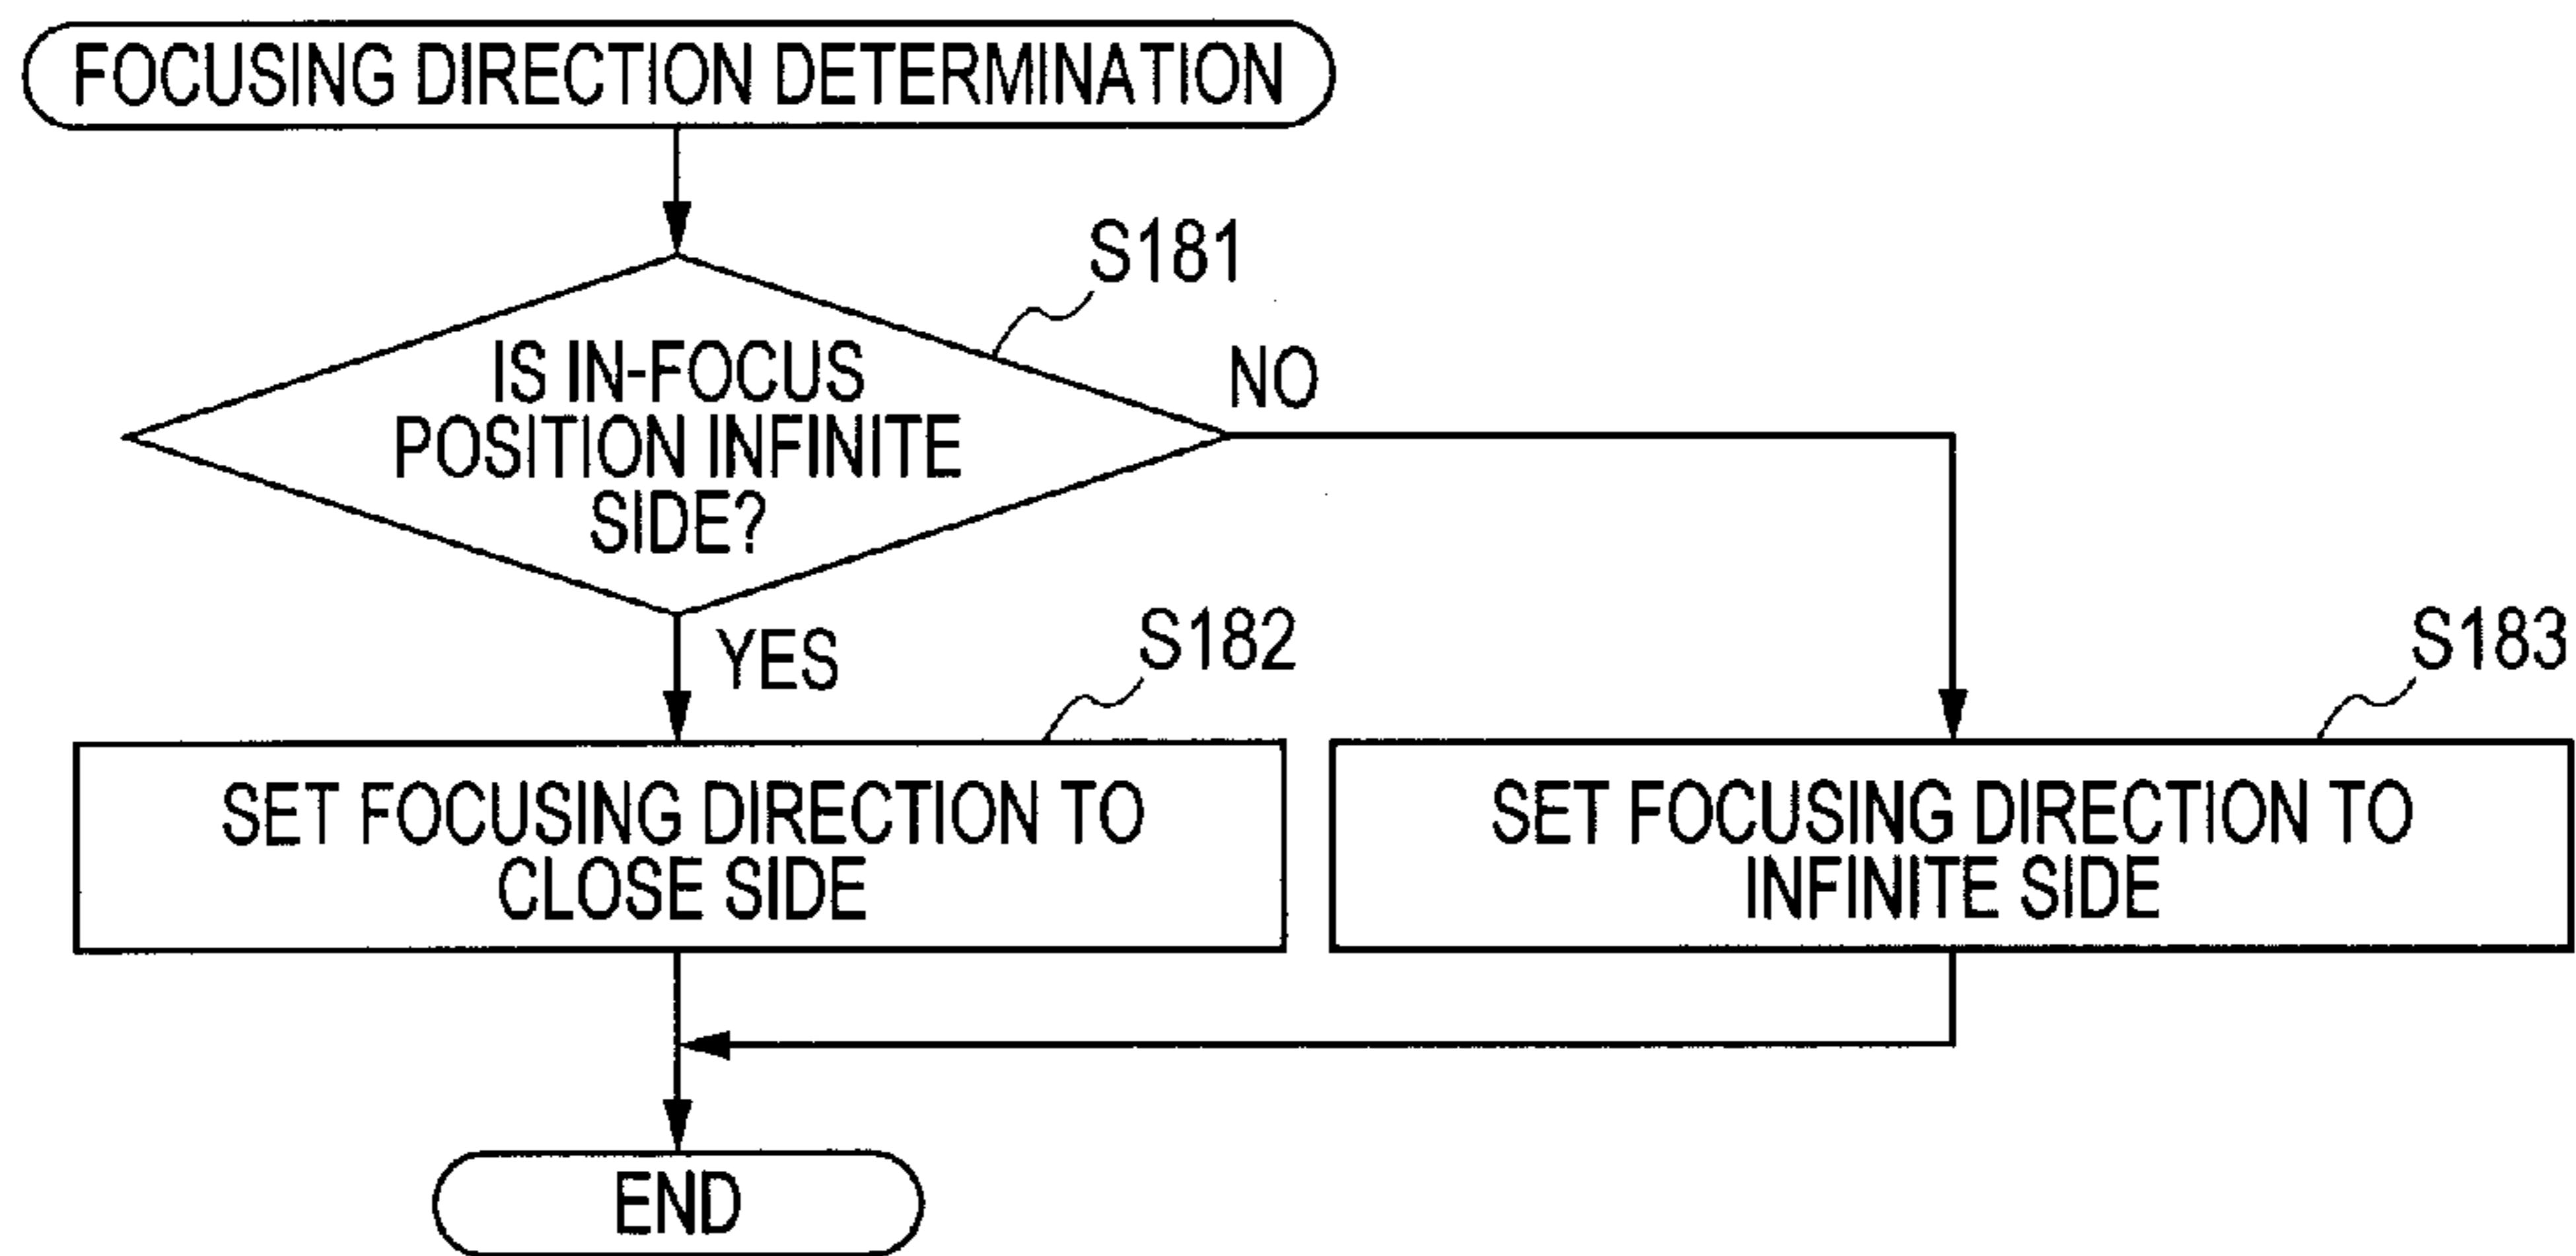 FOCUSING DIRECTION DETERMINATION
S181
IS IN-FOCUS
POSITION INFINITE
SIDE?
NO
YES
S182
SET FOCUSING DIRECTION TO
CLOSE SIDE
S183
SET FOCUSING DIRECTION TO
INFINITE SIDE
END